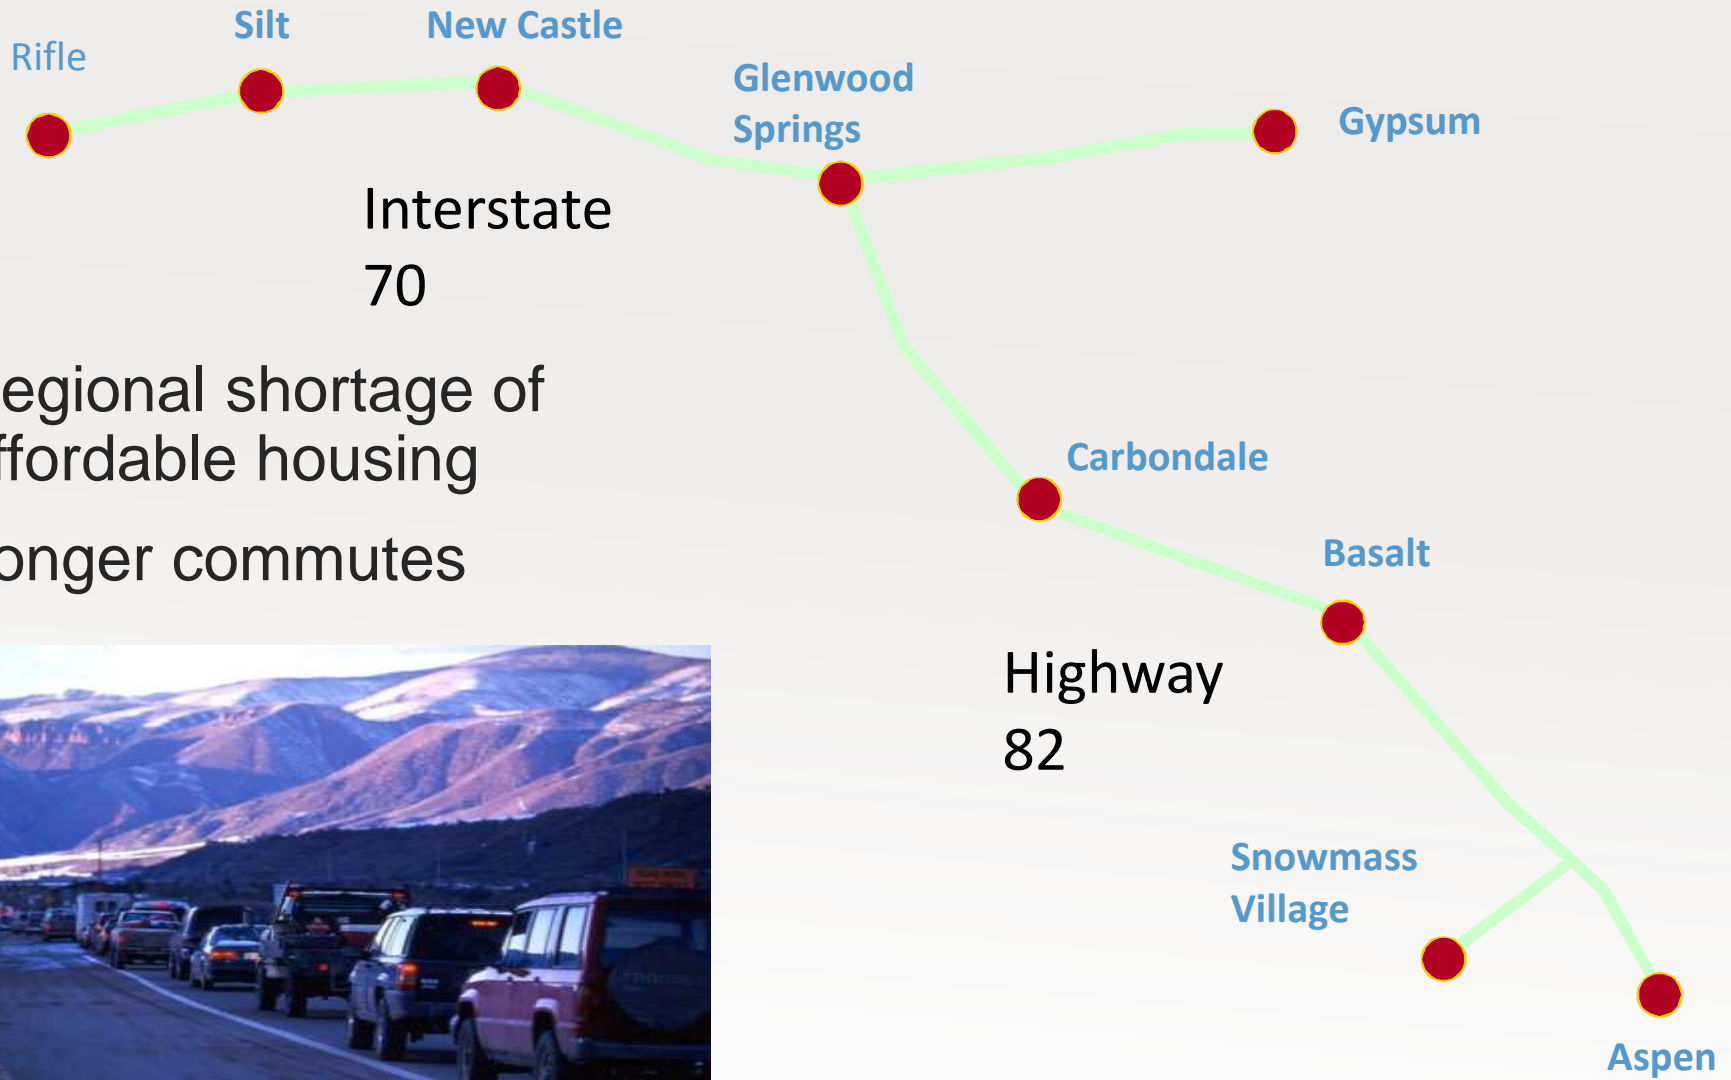 Silt
New Castle
Rifle
Glenwood
Springs
Gypsum
Interstate
70
egional shortage of
ffordable housing
onger commutes
Carbondale
Basalt
Highway
82
Snowmass
Village
Aspen